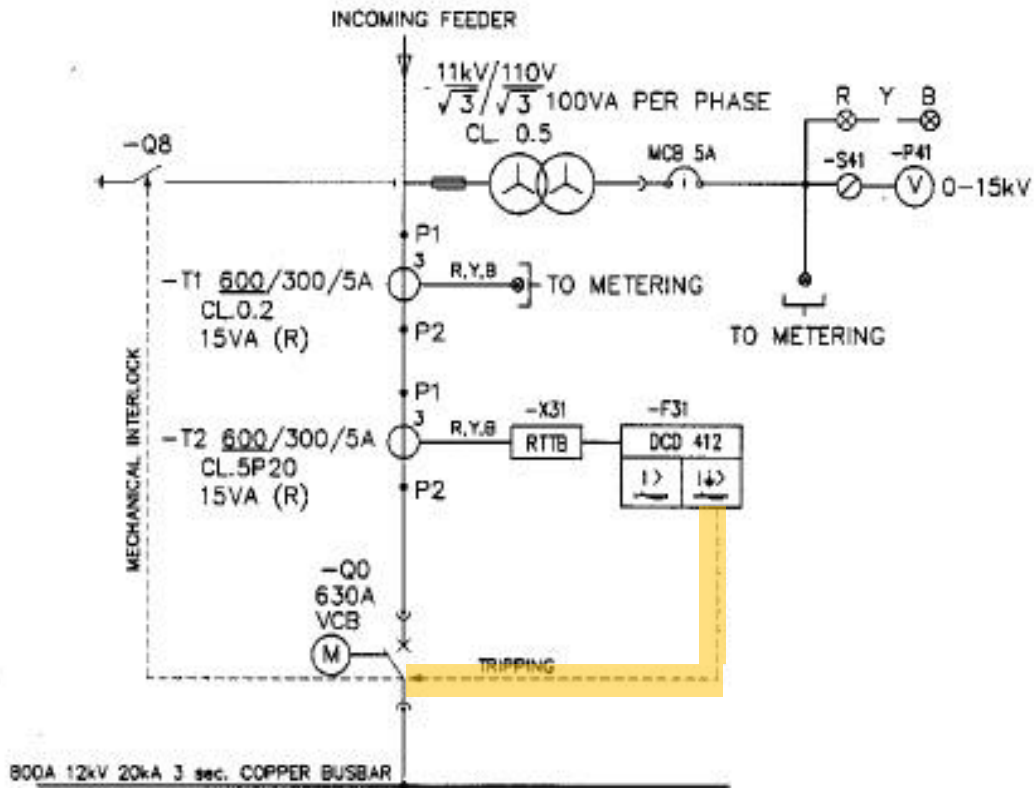 INCOMING FEEDER
11kV/110V
√3 / √3 100VA PER PHASE
CL. 0.5
R Y B
-Q8
MCB 5A
-S41
-P41
V
0-15kV
P1
3
-T1 600/300/5A
R,Y,B
TO METERING
CL.0.2
15VA (R)
P2
TO METERING
MECHANICAL INTERLOCK
P1
3
-T2 600/300/5A
R,Y,B
-X31
RTTB
-F31
DCD 412
CL.5P20
15VA (R)
I>
P2
-Q0
630A
VCB
M
TRIPPING
800A 12kV 20kA 3 sec. COPPER BUSBAR